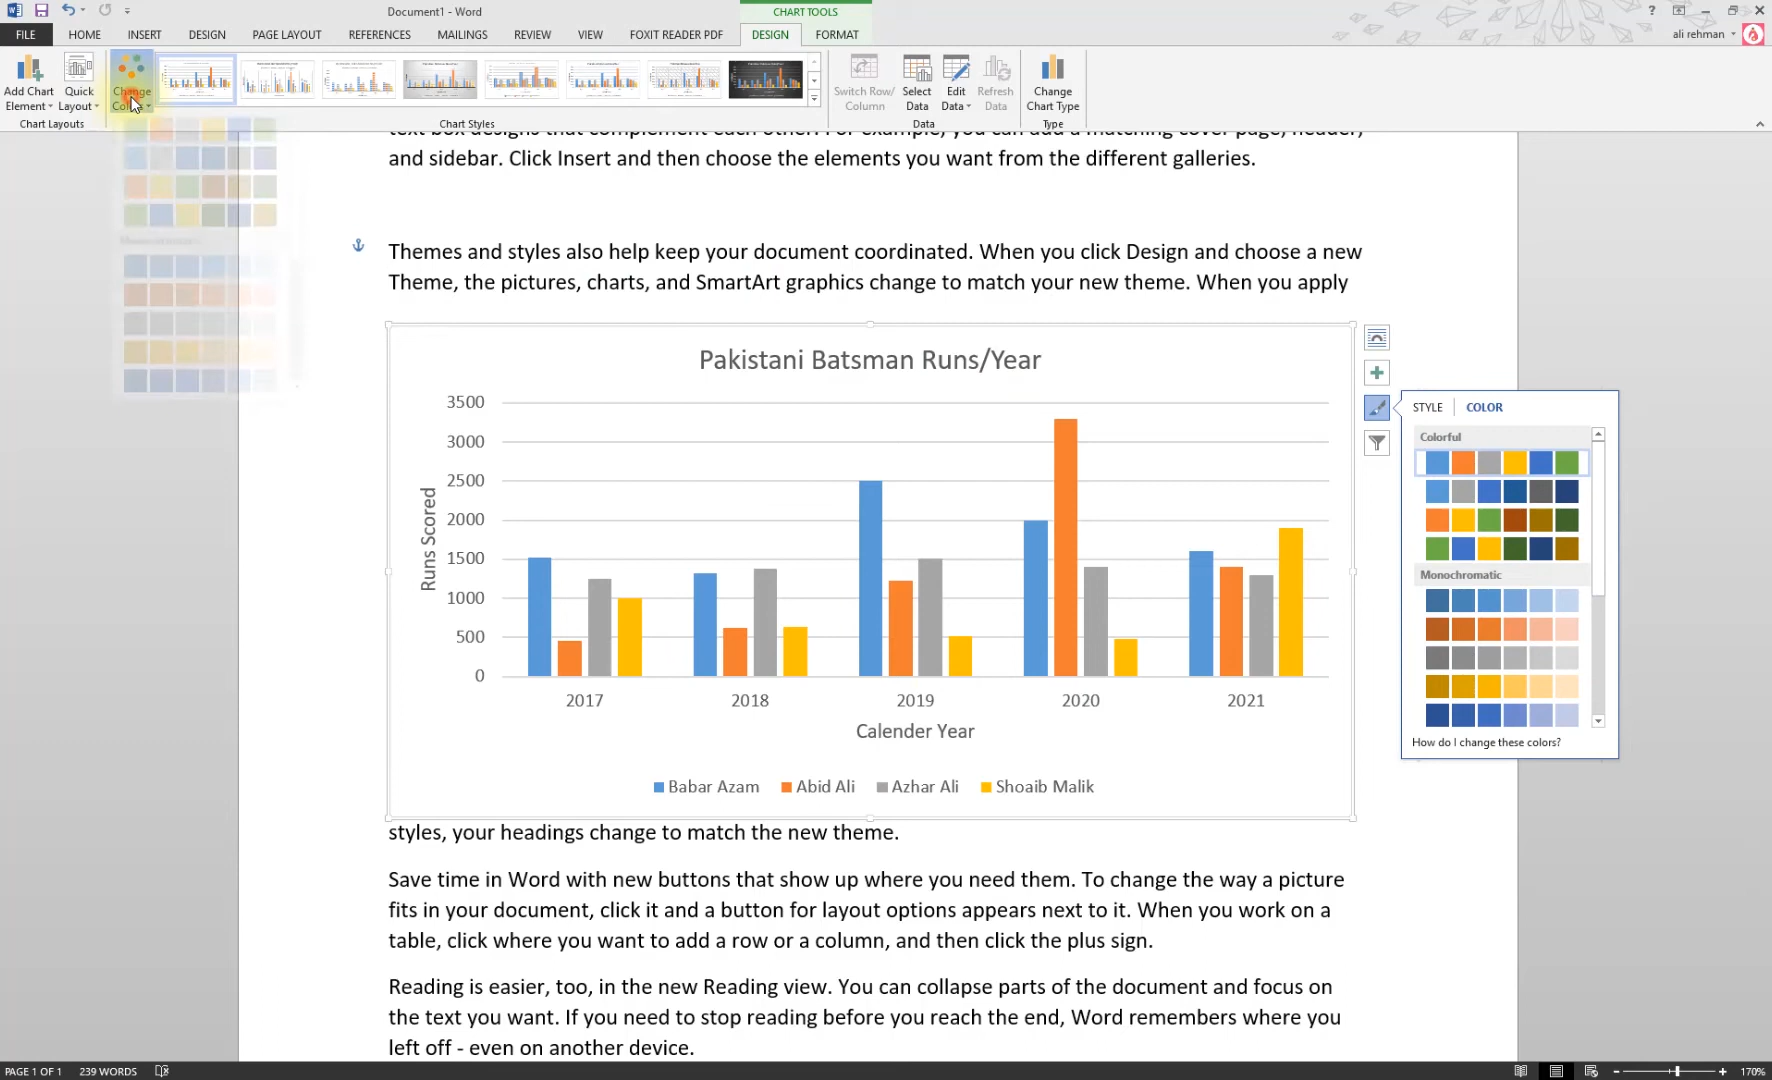 Document1 - Word
CHART TOOLS
?
FILE HOME INSERT DESIGN PAGE LAYOUT REFERENCES MAILINGS REVIEW VIEW FOXIT READER PDF DESIGN FORMAT
ali rehman
Add Chart Element
Quick Layout
Change
Switch Row/ Column
Select Data
Edit Data
Refresh Data
Change Chart Type
Chart Layouts
Chart Styles
Data
Type
and sidebar. Click Insert and then choose the elements you want from the different galleries.
Themes and styles also help keep your document coordinated. When you click Design and choose a new
Theme, the pictures, charts, and SmartArt graphics change to match your new theme. When you apply
Pakistani Batsman Runs/Year
Runs Scored
3500
3000
2500
2000
1500
1000
500
0
2017 2018 2019 2020 2021
Calender Year
Babar Azam Abid Ali Azhar Ali Shoaib Malik
STYLE COLOR
Colorful
Monochromatic
How do I change these colors?
styles, your headings change to match the new theme.
Save time in Word with new buttons that show up where you need them. To change the way a picture
fits in your document, click it and a button for layout options appears next to it. When you work on a
table, click where you want to add a row or a column, and then click the plus sign.
Reading is easier, too, in the new Reading view. You can collapse parts of the document and focus on
the text you want. If you need to stop reading before you reach the end, Word remembers where you
left off - even on another device.
PAGE 1 OF 1 239 WORDS
170%